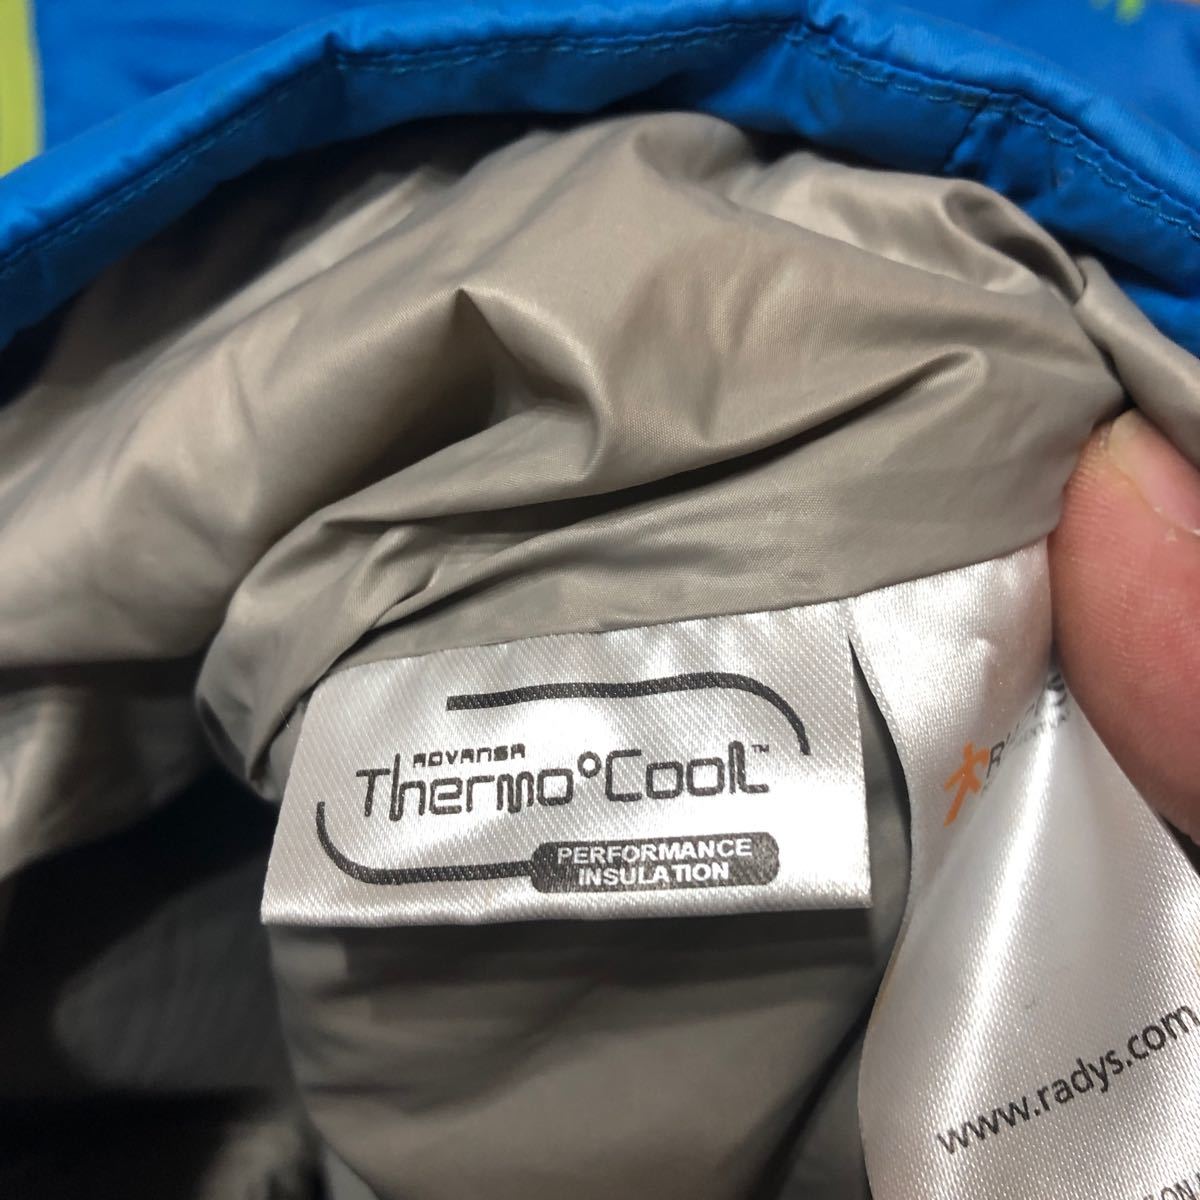 ADVANSA
Thermo°Cool™
PERFORMANCE
INSULATION
www.radys.com